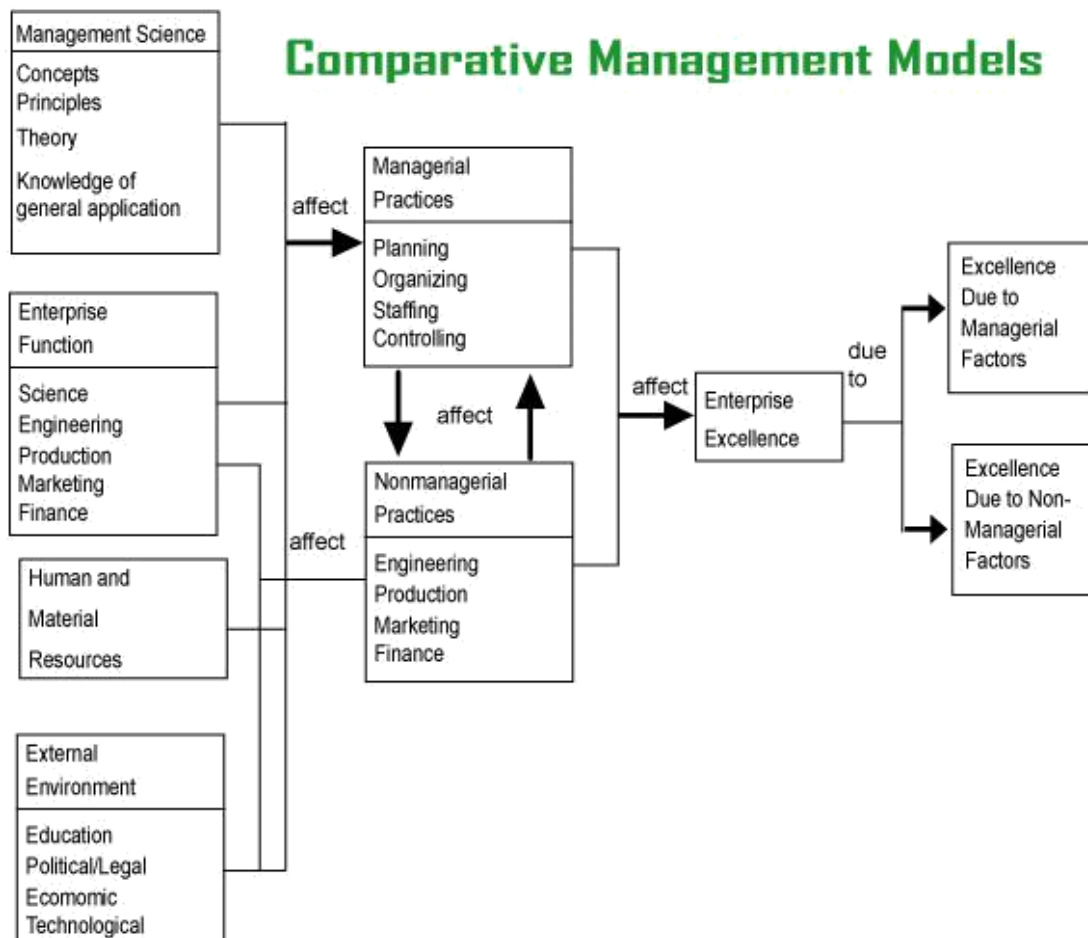 Comparative Management Models
Management Science
Concepts
Principles
Theory
Knowledge of
general application
Enterprise
Function
Science
Engineering
Production
Marketing
Finance
Human and
Material
Resources
External
Environment
Education
Political/Legal
Ecomomic
Technological
affect
affect
Managerial
Practices
Planning
Organizing
Staffing
Controlling
affect
Nonmanagerial
Practices
Engineering
Production
Marketing
Finance
affect
Enterprise
Excellence
due
to
Excellence
Due to
Managerial
Factors
Excellence
Due to Non-
Managerial
Factors